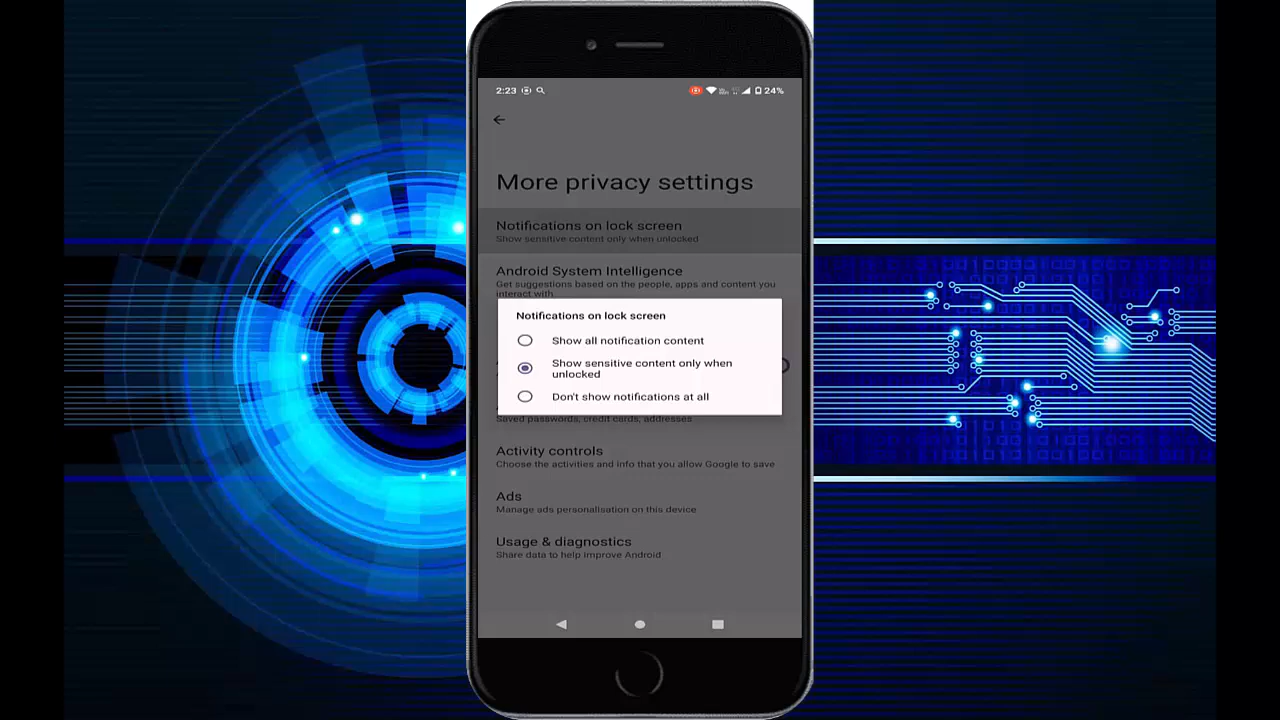 2:23
24%
More privacy settings
Notifications on lock screen
Show sensitive content only when unlocked
Android System Intelligence
Get suggestions based on the people, apps and content you
interact with.
Notifications on lock screen
Show all notification content
Show sensitive content only when
unlocked
Don't show notifications at all
Saved passwords, credit cards, addresses
Activity controls
Choose the activities and info that you allow Google to save
Ads
Manage ads personalisation on this device
Usage & diagnostics
Share data to help improve Android